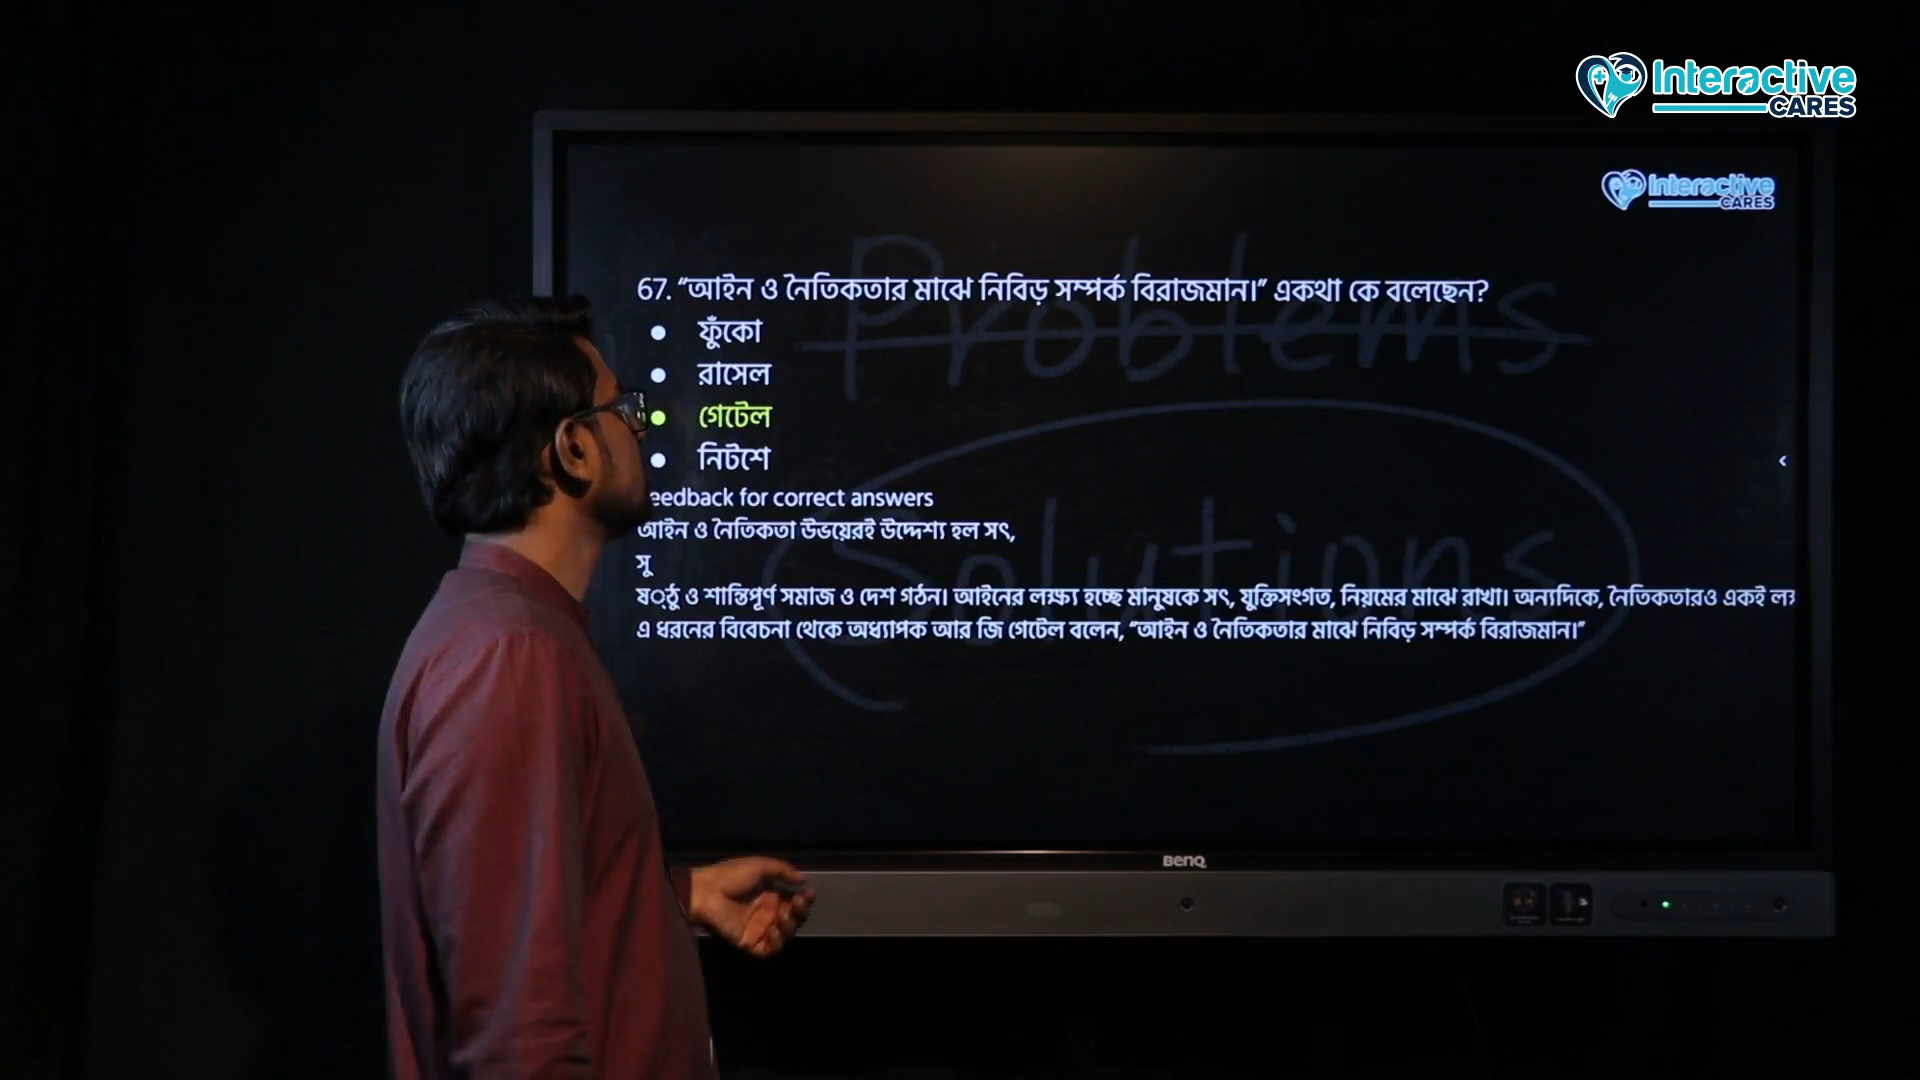 Interactive
CARES
Interactive
CARES
Problems
67. “আইন ও নৈতিকতার মাঝে নিবিড় সম্পর্ক বিরাজমান।” একথা কে বলেছেন?
ফুঁকো
রাসেল
গেটেল
নিটশে
Solutions
eedback for correct answers
আইন ও নৈতিকতা উভয়েরই উদ্দেশ্য হল সৎ,
সু
ষ্ঠু ও শান্তিপূর্ণ সমাজ ও দেশ গঠন। আইনের লক্ষ্য হচ্ছে মানুষকে সৎ, যুক্তিসংগত, নিয়মের মাঝে রাখা। অন্যদিকে, নৈতিকতারও একই
এ ধরনের বিবেচনা থেকে অধ্যাপক আর জি গেটেল বলেন, “আইন ও নৈতিকতার মাঝে নিবিড় সম্পর্ক বিরাজমান।”
BenQ